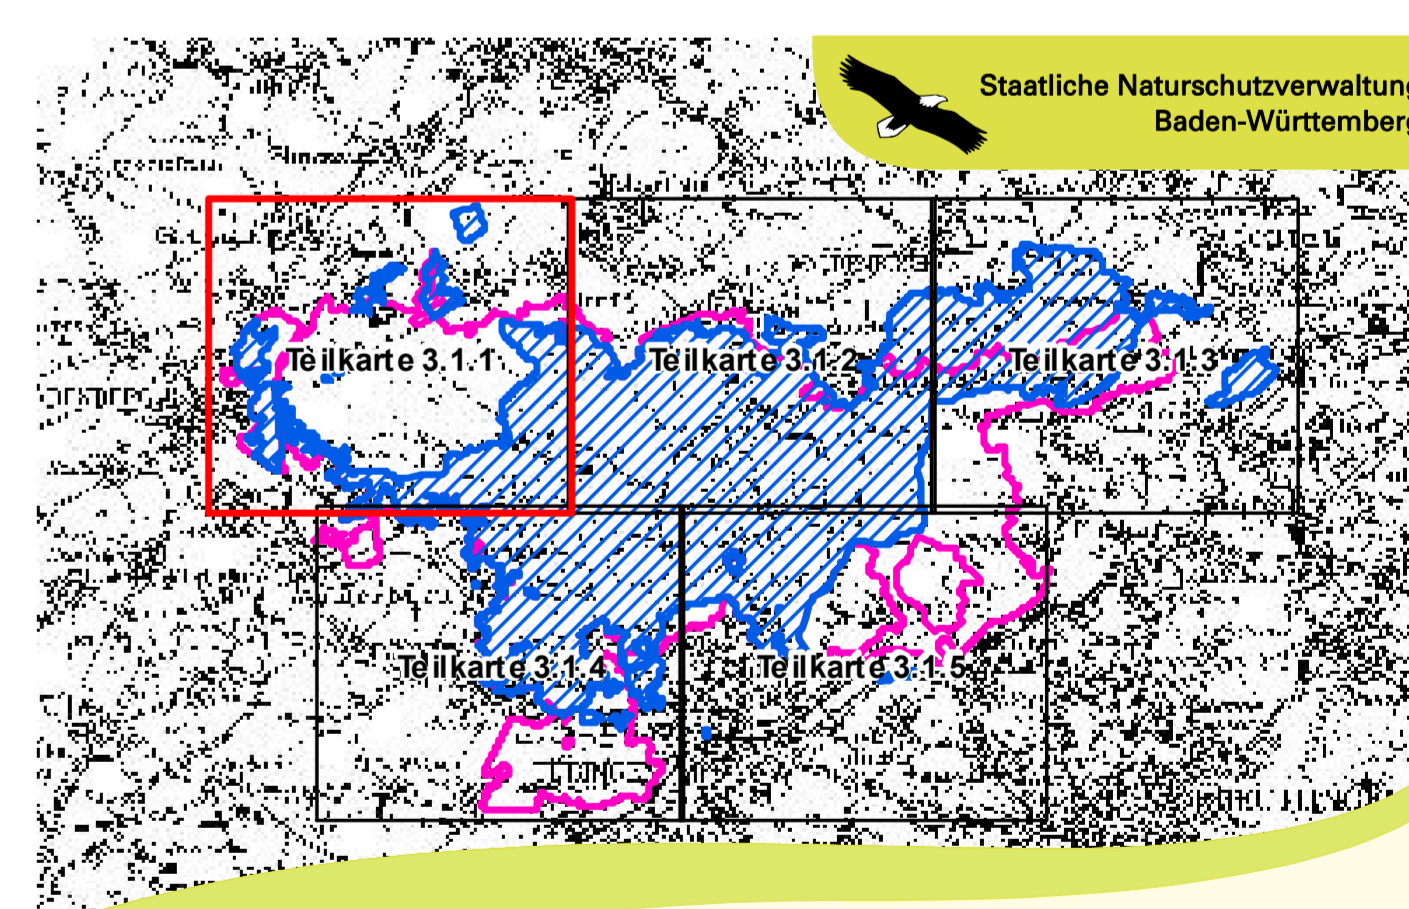 Staatliche Naturschutzverwaltung
Baden-Württemberg
Teilkarte 3.1.1
Teilkarte 3.1.2
Teilkarte 3.1.3
Teilkarte 3.1.4
Teilkarte 3.1.5